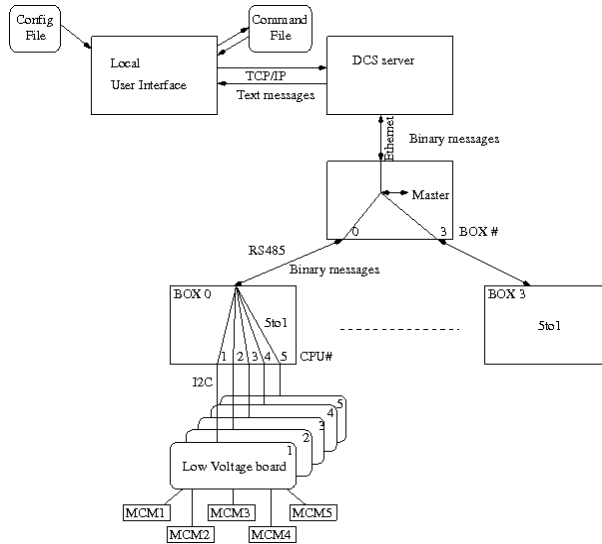 Config
File
Command
File
Local
User Interface
TCP/IP
Text messages
DCS server
Ethernet
Binary messages
Master
0
3
BOX #
RS485
Binary messages
BOX 0
5to1
1
2
3
4
5
CPU#
BOX 3
5to1
I2C
5
4
3
2
1
Low Voltage board
MCM1
MCM3
MCM5
MCM2
MCM4